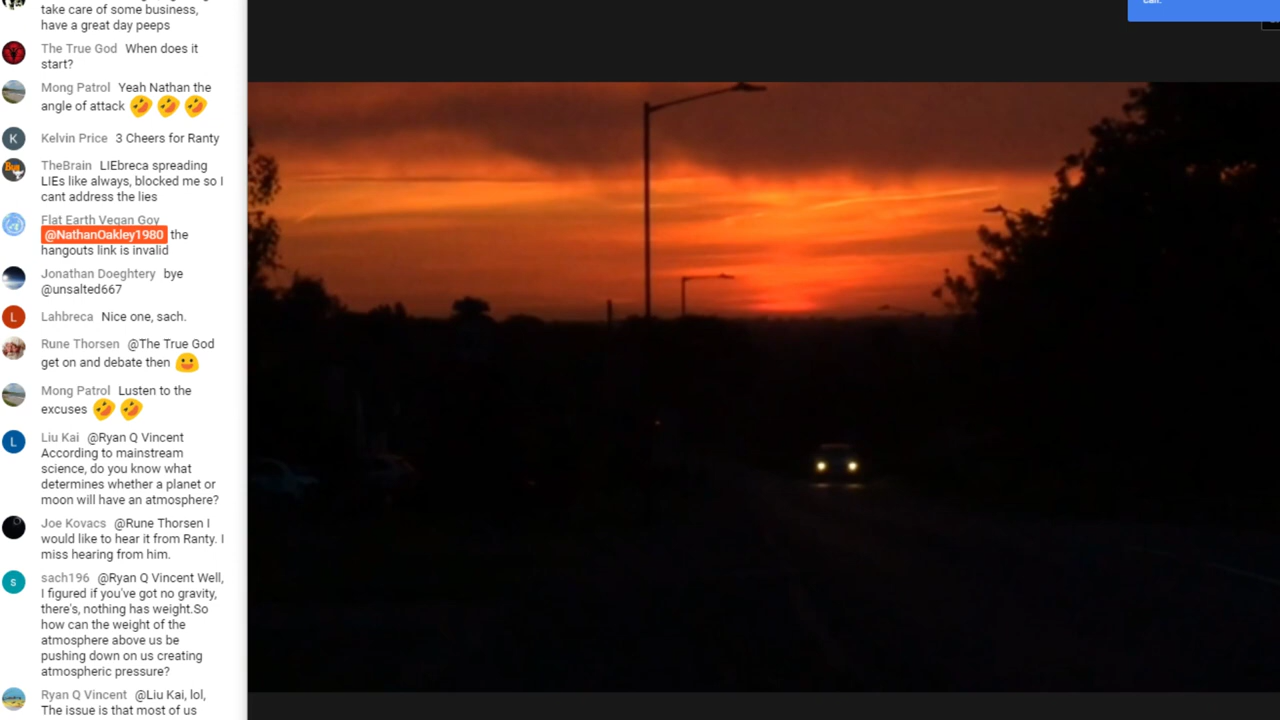 take care of some business,
have a great day peeps
The True God When does it
start?
Mong Patrol Yeah Nathan the
angle of attack
K Kelvin Price 3 Cheers for Ranty
TheBrain LIEbreca spreading
LIEs like always, blocked me so I
cant address the lies
Flat Earth Vegan Goy
@NathanOakley1980 the
hangouts link is invalid
Jonathan Doeghtery bye
@unsalted667
L Lahbreca Nice one, sach.
Rune Thorsen @The True God
get on and debate then
Mong Patrol Lusten to the
excuses
L Liu Kai @Ryan Q Vincent
According to mainstream
science, do you know what
determines whether a planet or
moon will have an atmosphere?
Joe Kovacs @Rune Thorsen I
would like to hear it from Ranty. I
miss hearing from him.
s sach196 @Ryan Q Vincent Well,
I figured if you've got no gravity,
there's, nothing has weight.So
how can the weight of the
atmosphere above us be
pushing down on us creating
atmospheric pressure?
Ryan Q Vincent @Liu Kai, lol,
The issue is that most of us